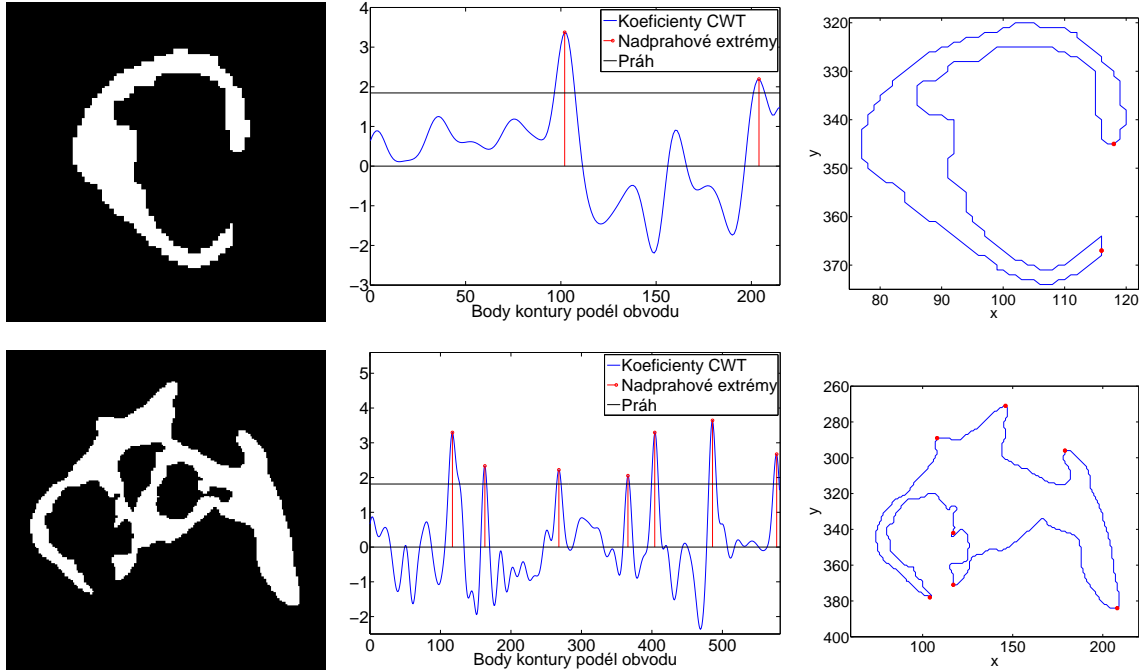 4
3
2
1
0
−1
−2
−3
0 50 100 150 200
Body kontury podél obvodu
Koeficienty CWT
Nadprahové extrémy
Práh
320
330
340
350
360
370
y
80 90 100 110 120
x
5
4
3
2
1
0
−1
−2
0 100 200 300 400 500
Body kontury podél obvodu
Koeficienty CWT
Nadprahové extrémy
Práh
260
280
300
320
340
360
380
400
y
100 150 200
x